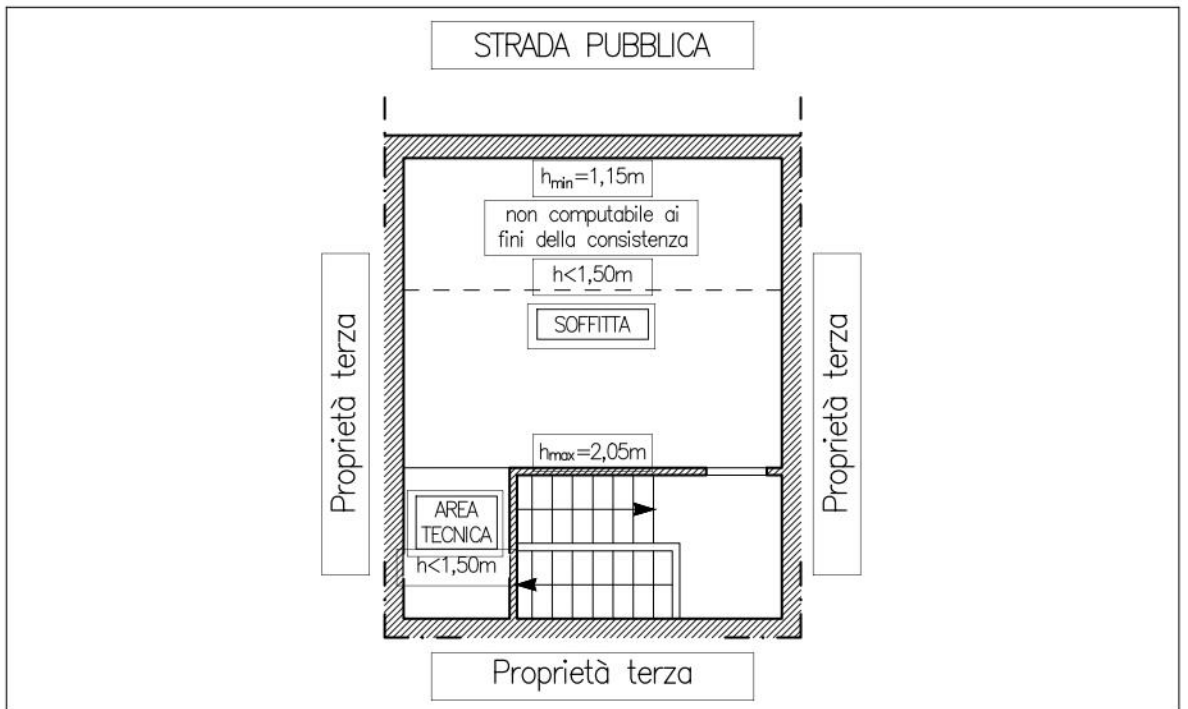 STRADA PUBBLICA
h_min=1,15m
non computabile ai
fini della consistenza
h<1,50m
SOFFITTA
Proprietà terza
Proprietà terza
h_max=2,05m
AREA
TECNICA
h<1,50m
Proprietà terza